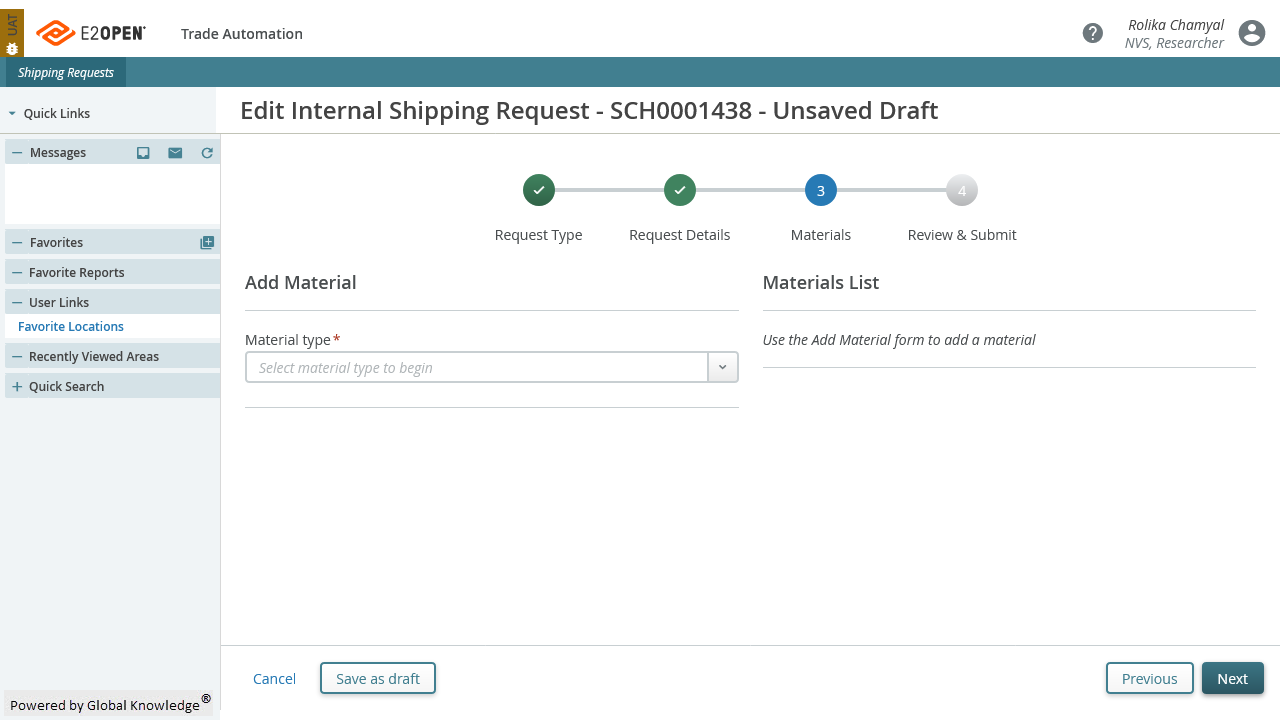 UAT
E2OPEN
Trade Automation
Rolika Chamyal
NVS, Researcher
Shipping Requests
Quick Links
Edit Internal Shipping Request - SCH0001438 - Unsaved Draft
Messages
Favorites
Favorite Reports
User Links
Favorite Locations
Recently Viewed Areas
Quick Search
3
4
Request Type
Request Details
Materials
Review & Submit
Add Material
Material type*
Select material type to begin
Materials List
Use the Add Material form to add a material
Cancel
Save as draft
Previous
Next
Powered by Global Knowledge®